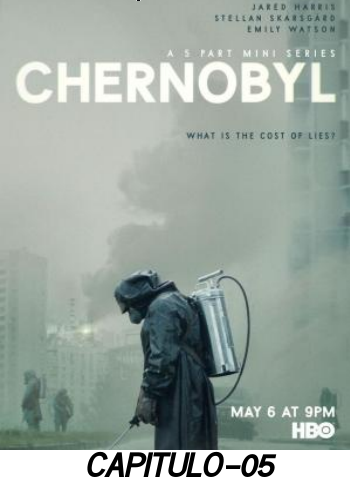 JARED HARRIS
STELLAN SKARSGÅRD
EMILY WATSON
A 5 PART MINI SERIES
CHERNOBYL
WHAT IS THE COST OF LIES?
MAY 6 AT 9PM
HBO
CAPITULO-05